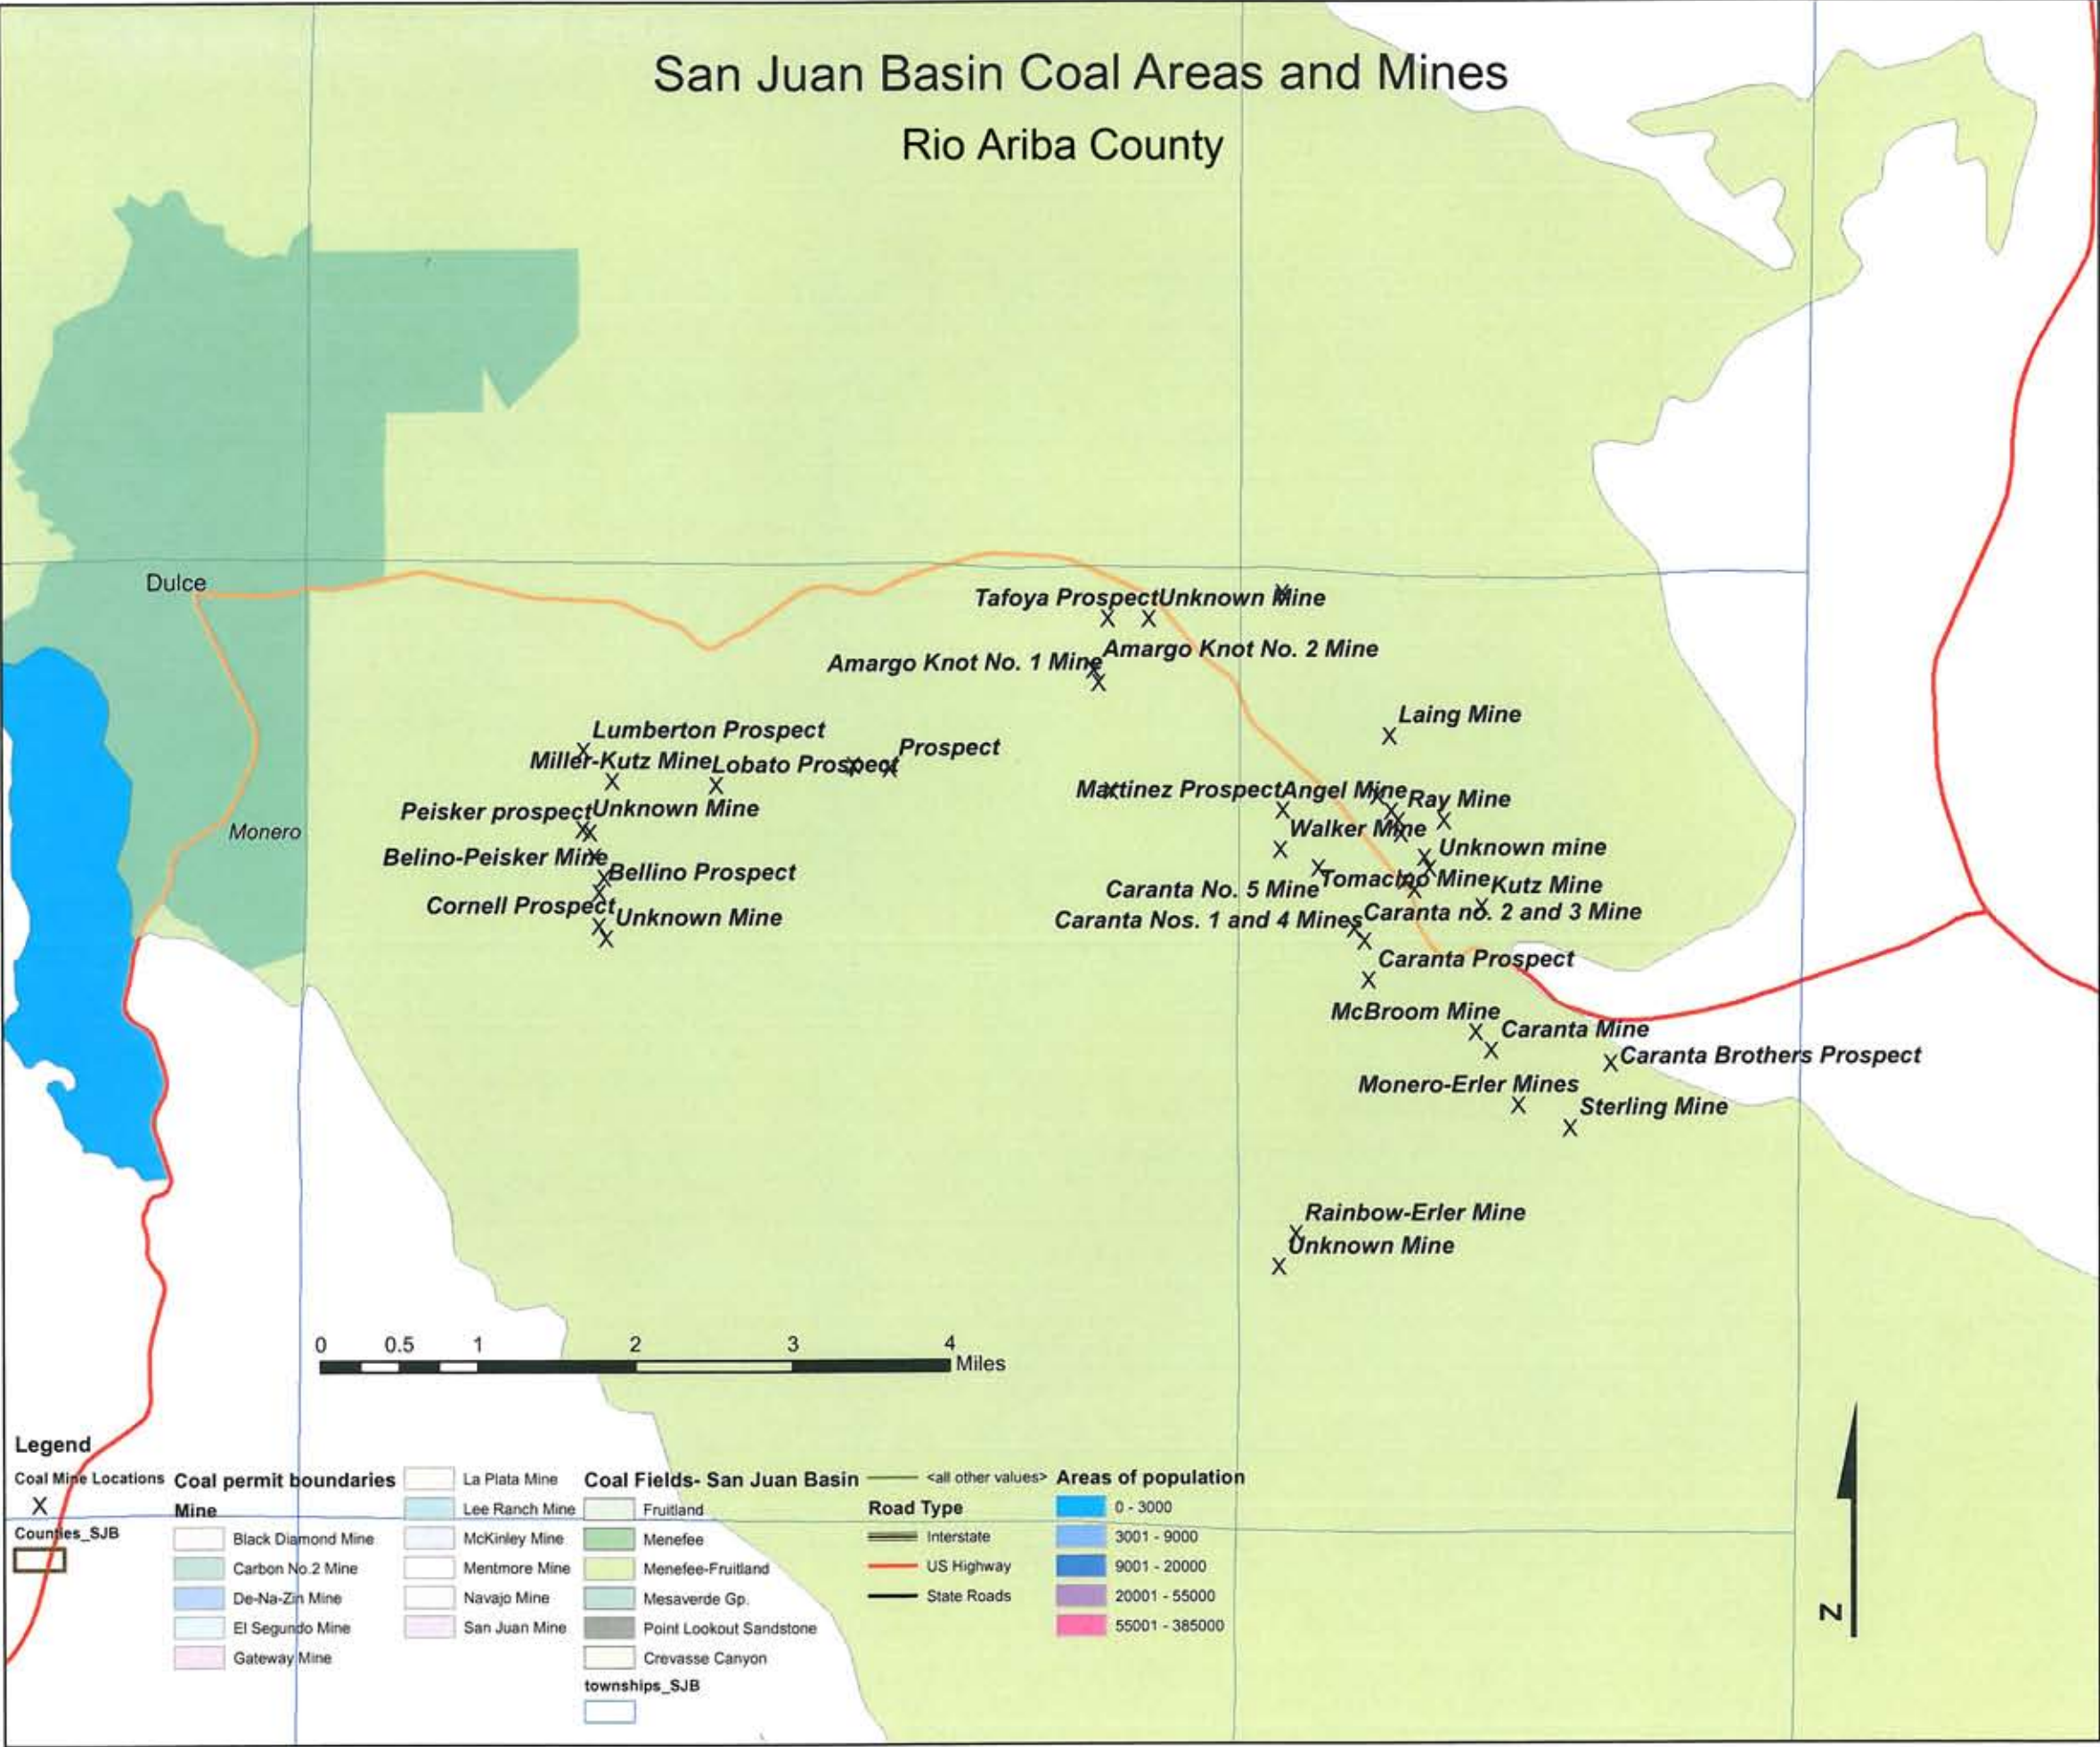 San Juan Basin Coal Areas and Mines
Rio Ariba County
Dulce
Tafoya Prospect
Unknown Mine
Amargo Knot No. 2 Mine
Amargo Knot No. 1 Mine
Laing Mine
Lumberton Prospect
Prospect
Miller-Kutz Mine
Lobato Prospect
Martinez Prospect
Angel Mine
Ray Mine
Peisker prospect
Unknown Mine
Monero
Walker Mine
Unknown mine
Belino-Peisker Mine
Bellino Prospect
Caranta No. 5 Mine
Tomacino Mine
Kutz Mine
Cornell Prospect
Unknown Mine
Caranta Nos. 1 and 4 Mines
Caranta no. 2 and 3 Mine
Caranta Prospect
McBroom Mine
Caranta Mine
Caranta Brothers Prospect
Monero-Erler Mines
Sterling Mine
Rainbow-Erler Mine
Unknown Mine
0 0.5 1 2 3 4
Miles
Legend
Coal Mine Locations
X
Counties_SJB
Coal permit boundaries
Mine
Black Diamond Mine
Carbon No.2 Mine
De-Na-Zin Mine
El Segundo Mine
Gateway Mine
La Plata Mine
Lee Ranch Mine
McKinley Mine
Mentmore Mine
Navajo Mine
San Juan Mine
Coal Fields- San Juan Basin
Fruitland
Menefee
Menefee-Fruitland
Mesaverde Gp.
Point Lookout Sandstone
Crevasse Canyon
townships_SJB
<all other values>
Road Type
Interstate
US Highway
State Roads
Areas of population
0 - 3000
3001 - 9000
9001 - 20000
20001 - 55000
55001 - 385000
N